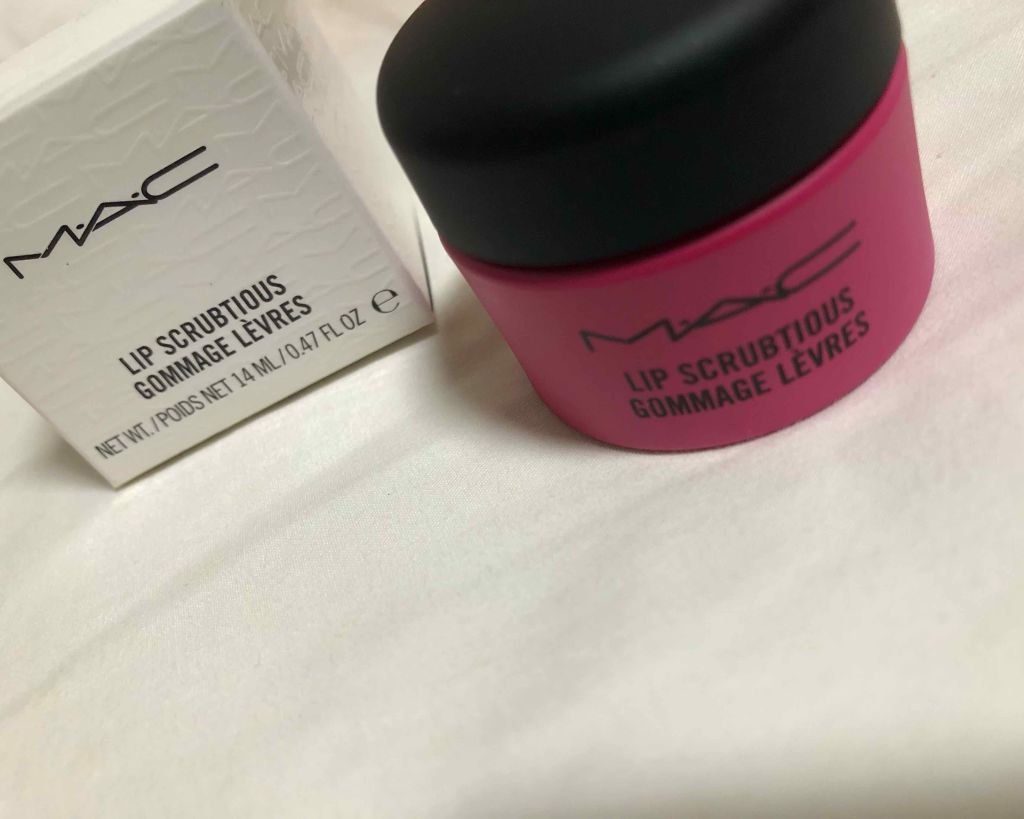 M·A·C
LIP SCRUBTIOUS
GOMMAGE LÈVRES
NET WT./POIDS NET 14 ML/0.47 FL OZ e
M·A·C
LIP SCRUBTIOUS
GOMMAGE LÈVRES